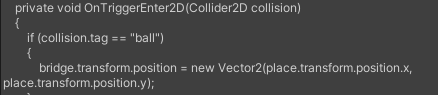 private void OnTriggerEnter2D(Collider2D collision)
{
if (collision.tag == "ball")
{
bridge.transform.position = new Vector2(place.transform.position.x,
place.transform.position.y);